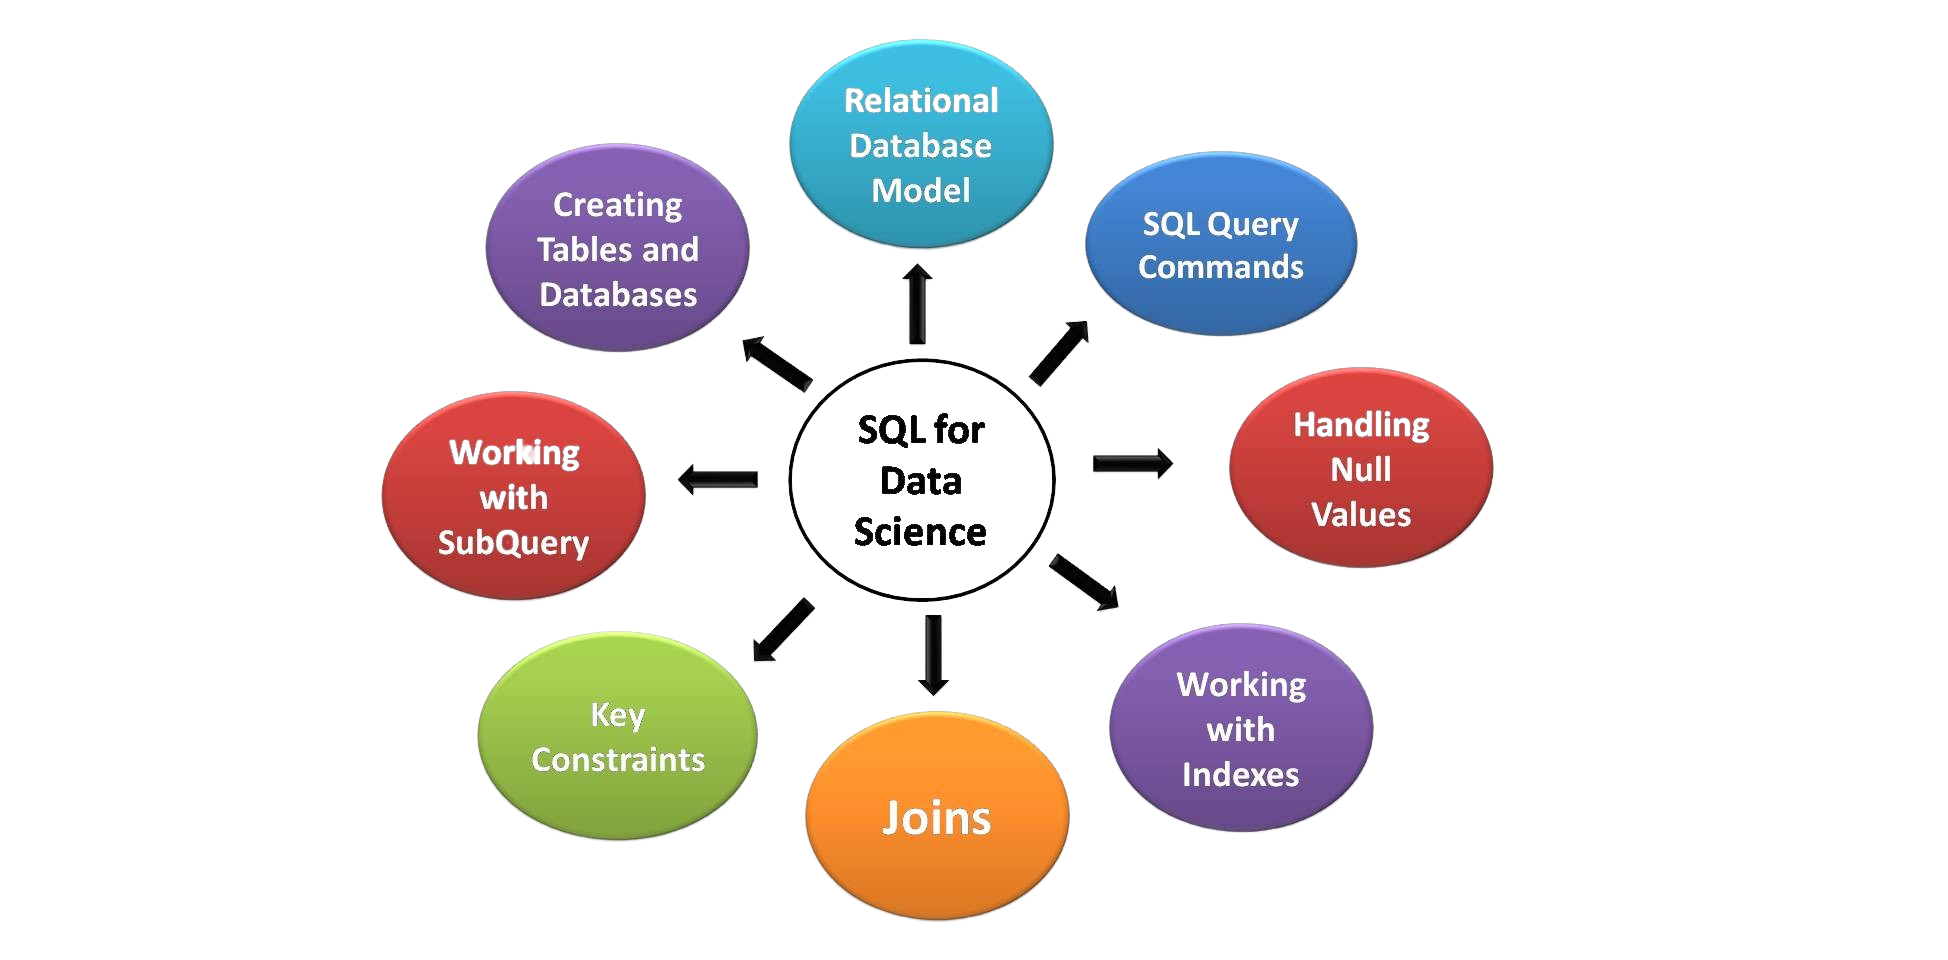 Relational
Database
Model
SQL Query
Commands
Handling
Null
Values
Working
with
Indexes
Joins
Key
Constraints
Working
with
SubQuery
Creating
Tables and
Databases
SQL for
Data
Science